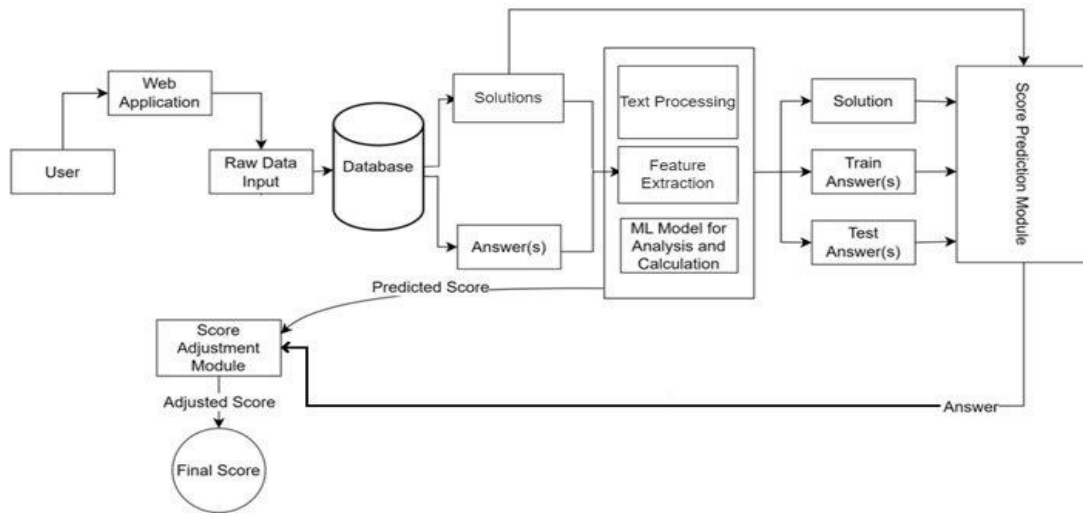 Web
Application
User
Raw Data
Input
Database
Solutions
Answer(s)
Text Processing
Feature
Extraction
ML Model for
Analysis and
Calculation
Solution
Train
Answer(s)
Test
Answer(s)
Score Prediction Module
Predicted Score
Score
Adjustment
Module
Adjusted Score
Answer
Final Score